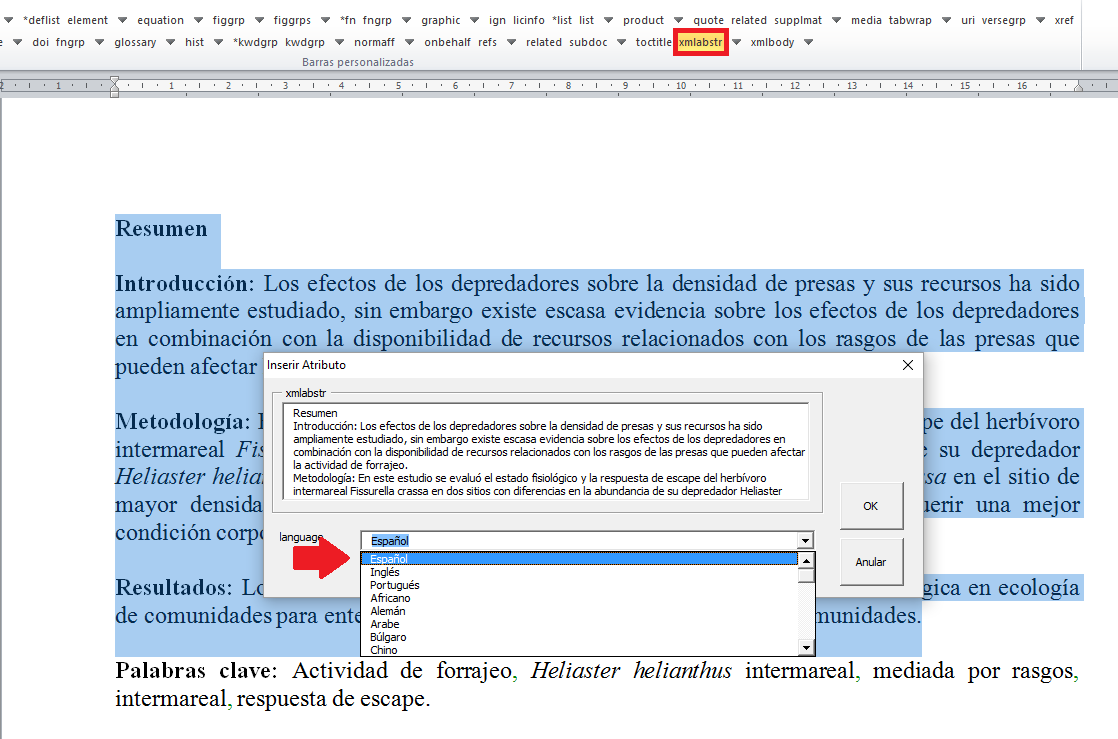 *deflist element equation figgrp figgrps *fn fngrp graphic ign licinfo *list list product quote related supplmat media tabwrap uri versegrp xref
e doi fngrp glossary hist *kwdgrp kwdgrp normaff onbehalf refs related subdoc toctitle xmlabstr xmlbody
Barras personalizadas
2 1 1 2 3 4 5 6 7 8 9 10 11 12 13 14 15 16
Resumen
Introducción: Los efectos de los depredadores sobre la densidad de presas y sus recursos ha sido
ampliamente estudiado, sin embargo existe escasa evidencia sobre los efectos de los depredadores
en combinación con la disponibilidad de recursos relacionados con los rasgos de las presas que
pueden afectar
Inserir Atributo
xmlabstr
Resumen
Introducción: Los efectos de los depredadores sobre la densidad de presas y sus recursos ha sido
ampliamente estudiado, sin embargo existe escasa evidencia sobre los efectos de los depredadores en
combinación con la disponibilidad de recursos relacionados con los rasgos de las presas que pueden afectar
la actividad de forrajeo.
Metodología: En este estudio se evaluó el estado fisiológico y la respuesta de escape del herbívoro
intermareal Fissurella crassa en dos sitios con diferencias en la abundancia de su depredador Heliaster
OK
Anular
language
Español
Español
Inglés
Portugués
Africano
Alemán
Arabe
Búlgaro
Chino
Metodología: pe del herbívoro
intermareal Fis e su depredador
Heliaster helia sa en el sitio de
mayor densida uerir una mejor
condición corpo
Resultados: Lo gica en ecología
de comunidades para ente munidades.
Palabras clave: Actividad de forrajeo, Heliaster helianthus intermareal, mediada por rasgos,
intermareal, respuesta de escape.